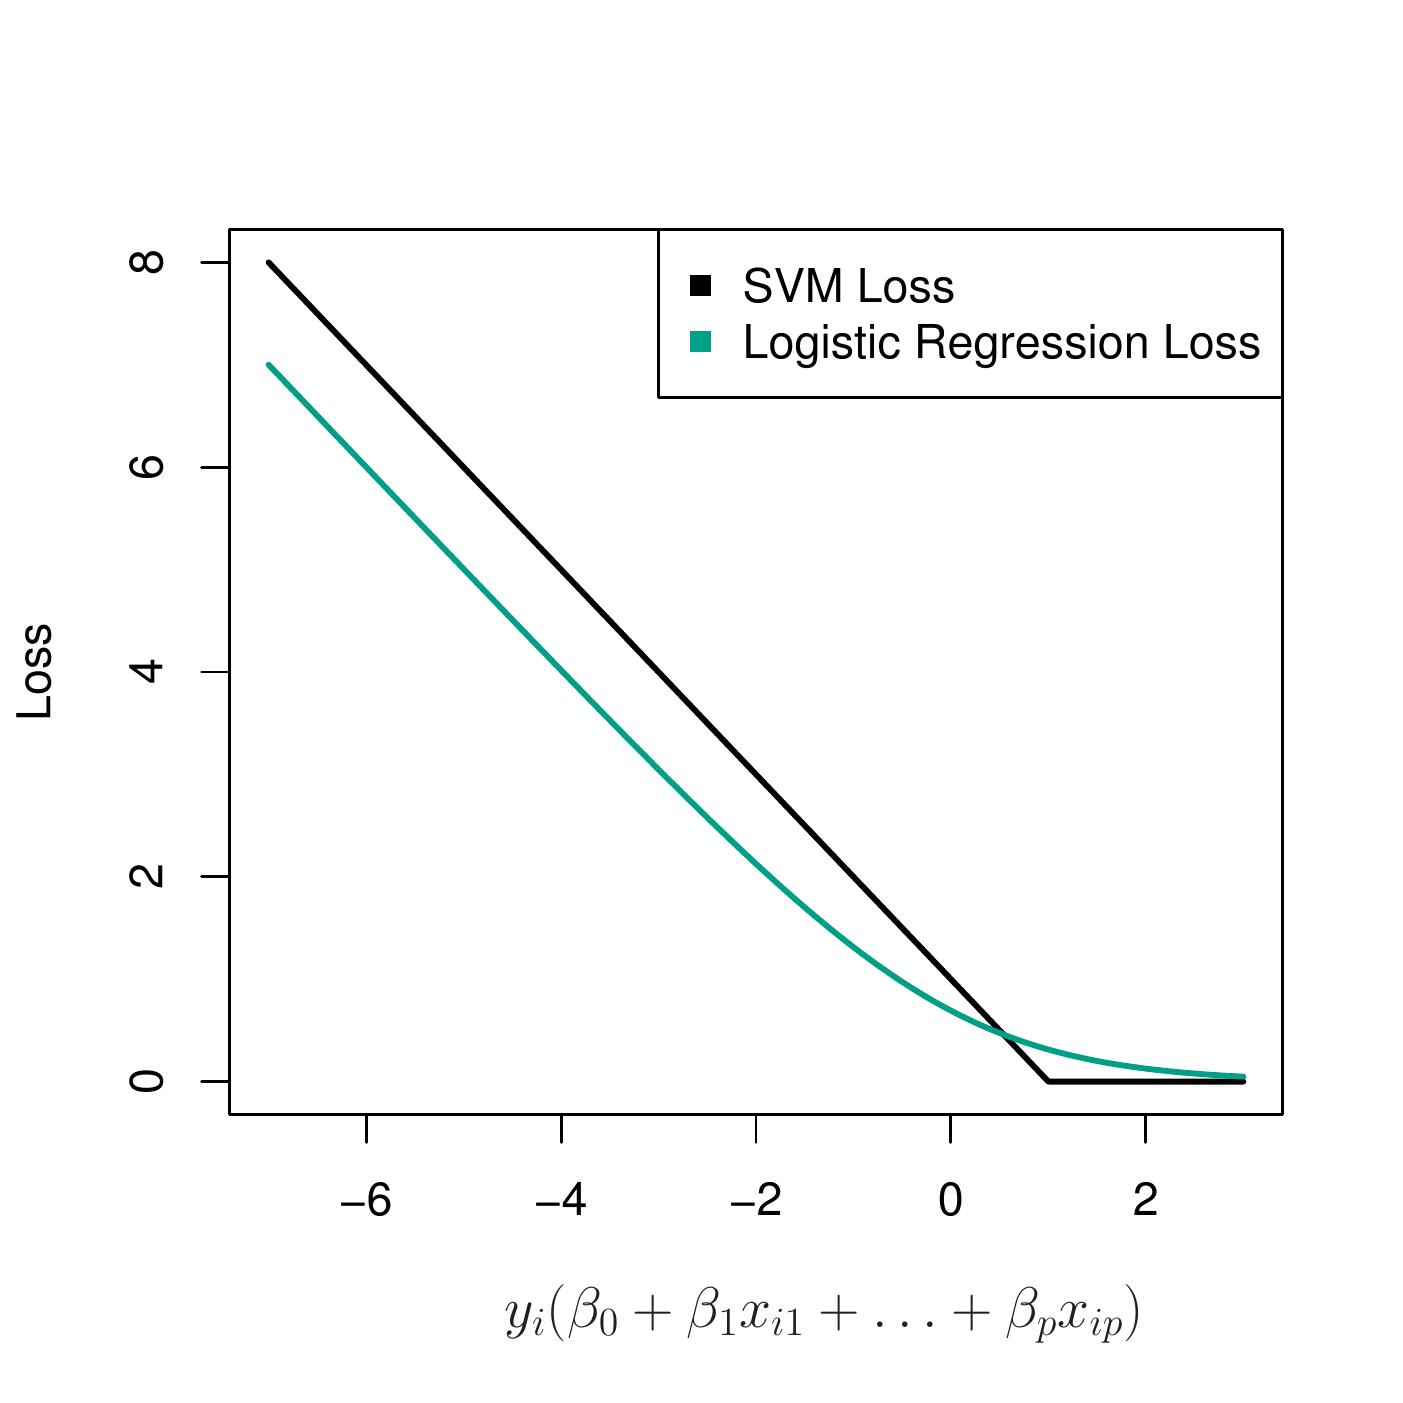 SVM Loss
Logistic Regression Loss
8
6
4
2
0
Loss
−6 −4 −2 0 2
y_i(β_0 + β_1x_{i1} + . . . + β_px_{ip})